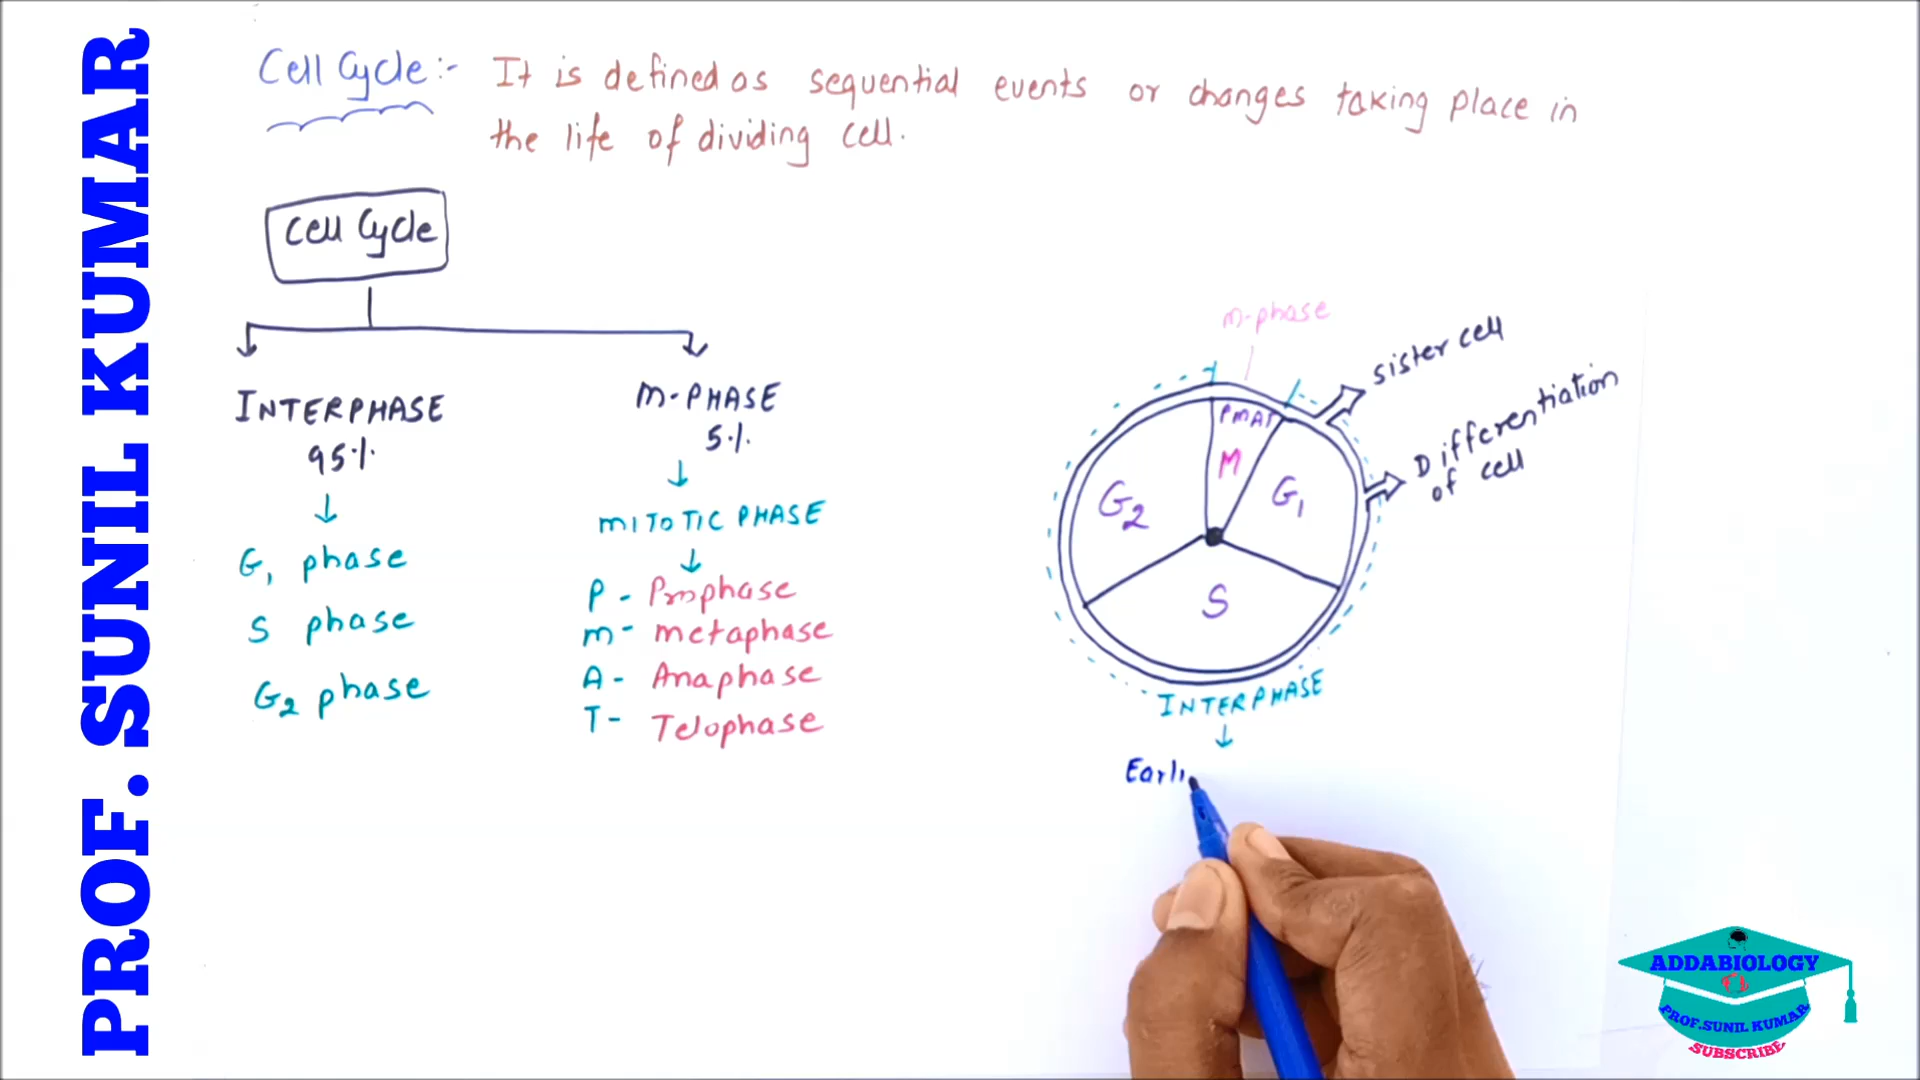 PROF. SUNIL KUMAR
Cell Cycle:- It is defined as sequential events or changes taking place in
the life of dividing cell.
Cell Cycle
INTERPHASE
95%
G1 phase
S phase
G2 phase
M-PHASE
5%
MITOTIC PHASE
P - Prophase
m - metaphase
A - Anaphase
T - Telophase
m-phase
sister cell
Differentiation
of cell
PMAT
M
G1
G2
S
INTERPHASE
Earli
ADDABIOLOGY
PROF.SUNIL KUMAR
SUBSCRIBE